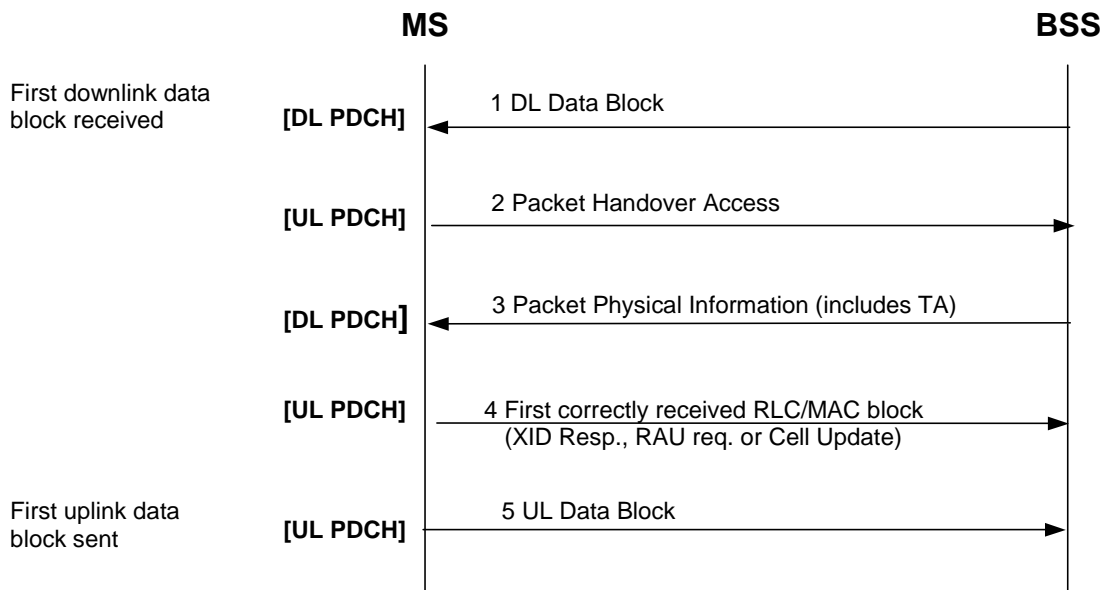 MS BSS
First downlink data
block received
[DL PDCH] 1 DL Data Block
[UL PDCH] 2 Packet Handover Access
[DL PDCH] 3 Packet Physical Information (includes TA)
[UL PDCH] 4 First correctly received RLC/MAC block
(XID Resp., RAU req. or Cell Update)
First uplink data
block sent
[UL PDCH] 5 UL Data Block